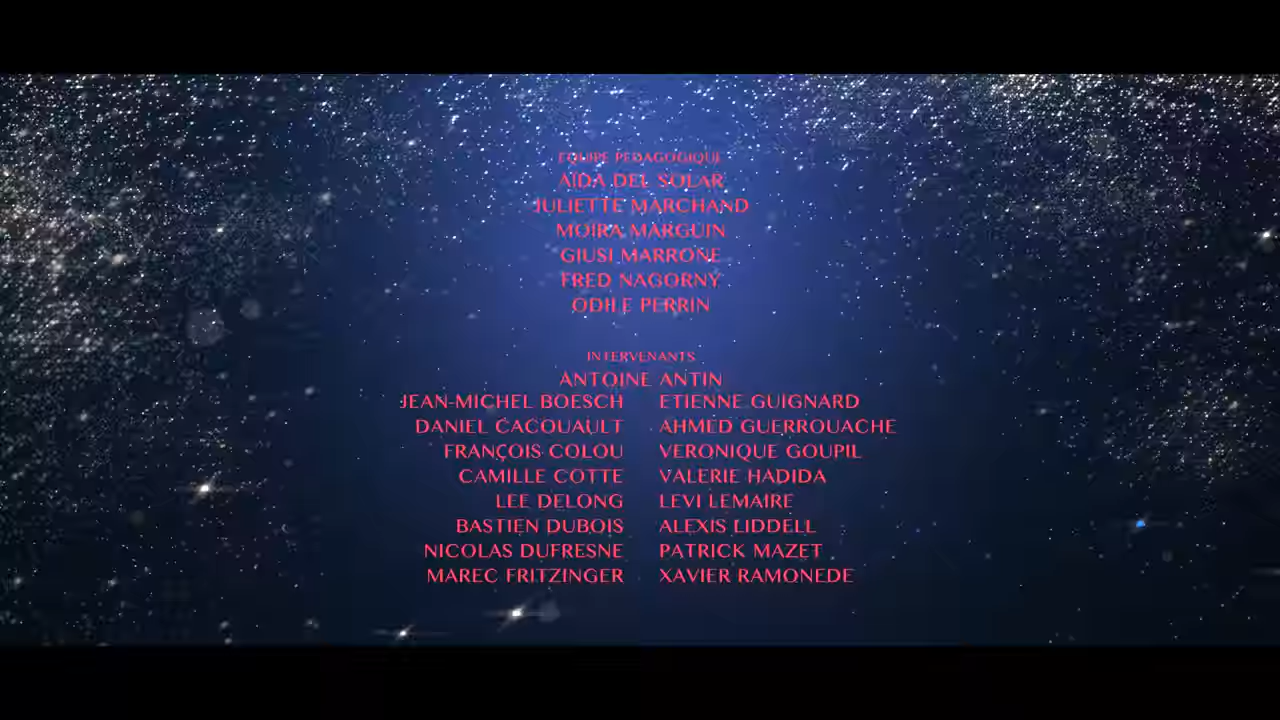 EQUIPE PEDAGOGIQUE
AÏDA DEL SOLAR
JULIETTE MARCHAND
MOÏRA MARGUIN
GIUSI MARRONE
FRED NAGORNY
ODILE PERRIN
INTERVENANTS
ANTOINE ANTIN
JEAN-MICHEL BOESCH ETIENNE GUIGNARD
DANIEL CACOUAULT AHMED GUERROUACHE
FRANÇOIS COLOU VERONIQUE GOUPIL
CAMILLE COTTE VALERIE HADIDA
LEE DELONG LEVI LEMAIRE
BASTIEN DUBOIS ALEXIS LIDDELL
NICOLAS DUFRESNE PATRICK MAZET
MAREC FRITZINGER XAVIER RAMONEDE